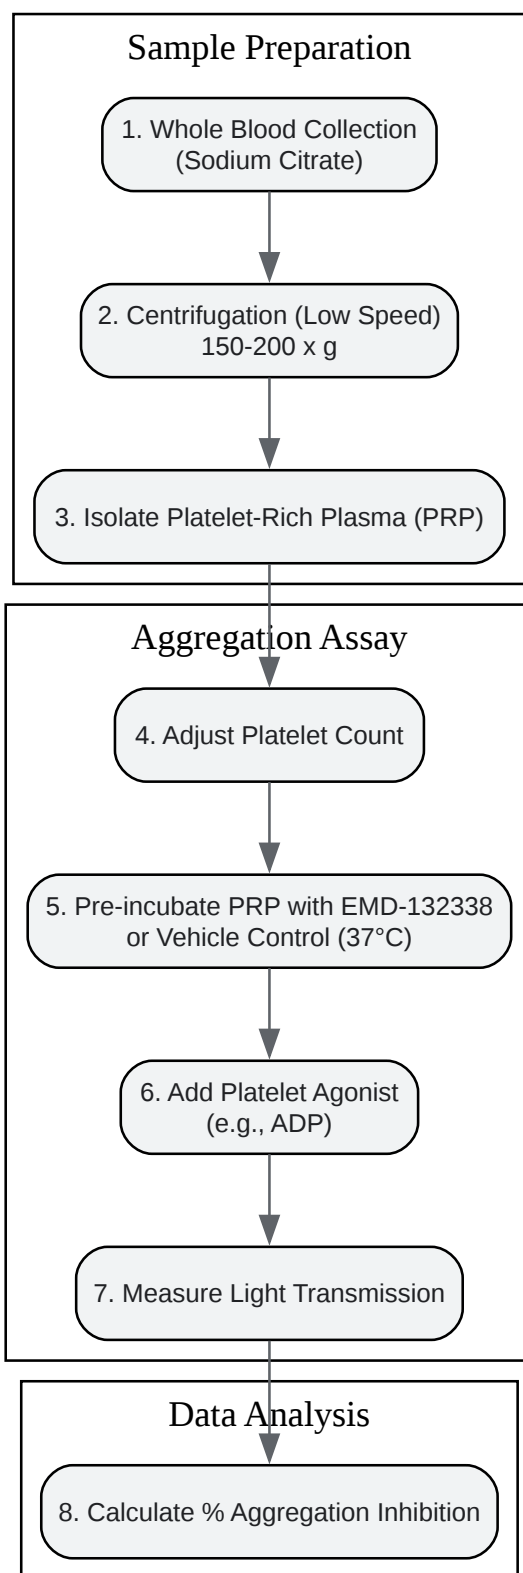 Sample Preparation
1. Whole Blood Collection
(Sodium Citrate)
2. Centrifugation (Low Speed)
150-200 x g
3. Isolate Platelet-Rich Plasma (PRP)
Aggregation Assay
4. Adjust Platelet Count
5. Pre-incubate PRP with EMD-132338
or Vehicle Control (37°C)
6. Add Platelet Agonist
(e.g., ADP)
7. Measure Light Transmission
Data Analysis
8. Calculate % Aggregation Inhibition